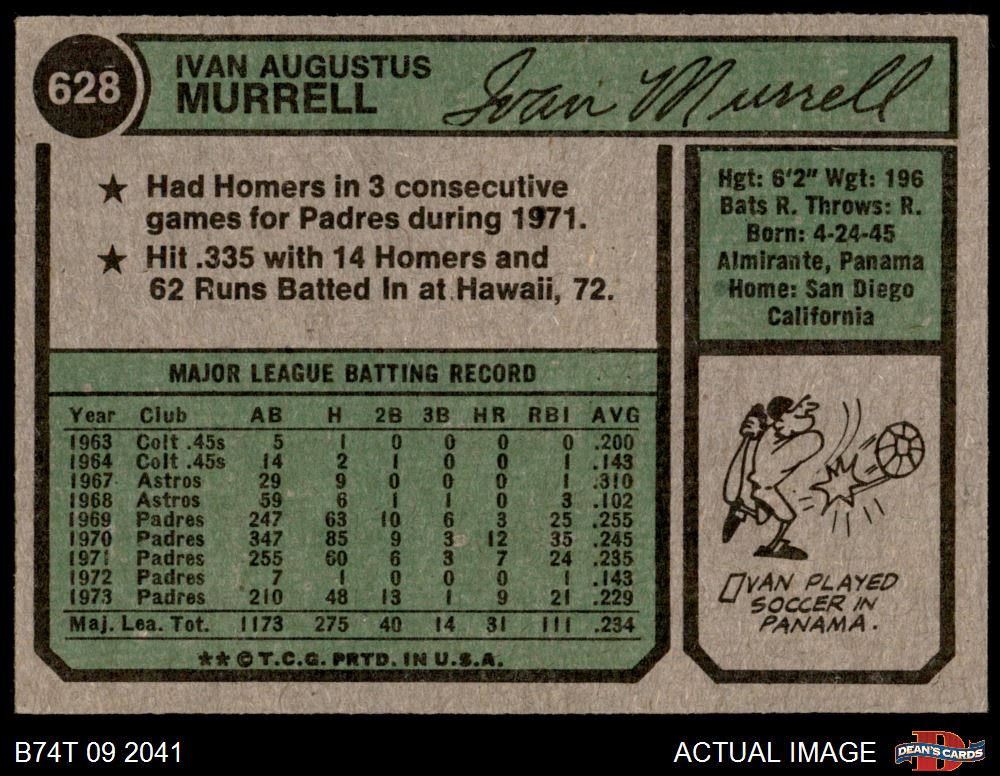 628
IVAN AUGUSTUS
MURRELL
Ivan Murrell
★ Had Homers in 3 consecutive
games for Padres during 1971.
★ Hit .335 with 14 Homers and
62 Runs Batted In at Hawaii, 72.
Hgt: 6'2" Wgt: 196
Bats R. Throws: R.
Born: 4-24-45
Almirante, Panama
Home: San Diego
California
MAJOR LEAGUE BATTING RECORD
Year Club AB H 2B 3B HR RBI AVG
1963 Colt .45s 5 1 0 0 0 0 .200
1964 Colt .45s 14 2 1 0 0 1 .143
1967 Astros 29 9 0 0 0 1 .310
1968 Astros 59 6 1 1 0 3 .102
1969 Padres 247 63 10 6 3 25 .255
1970 Padres 347 85 9 3 12 35 .245
1971 Padres 255 60 6 3 7 24 .235
1972 Padres 7 1 0 0 0 1 .143
1973 Padres 210 48 13 1 9 21 .229
Maj. Lea. Tot. 1173 275 40 14 31 111 .234
★★ © T.C.G. PRTD. IN U.S.A.
IVAN PLAYED
SOCCER IN
PANAMA.
B74T 09 2041
ACTUAL IMAGE
DEAN'S CARDS